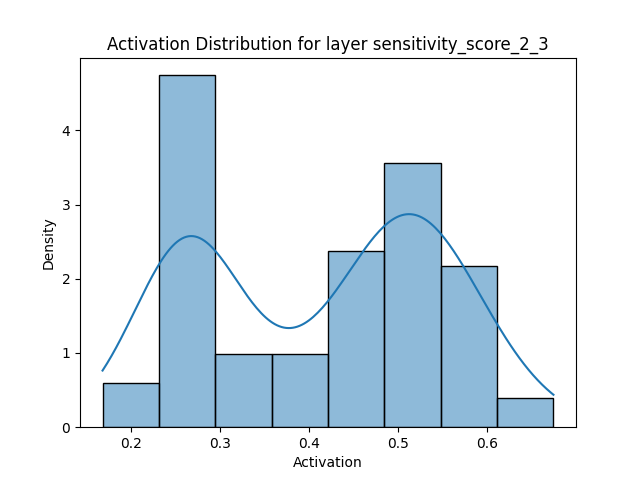 Activation Distribution for layer sensitivity_score_2_3
4
3
2
1
0
Density
0.2 0.3 0.4 0.5 0.6
Activation